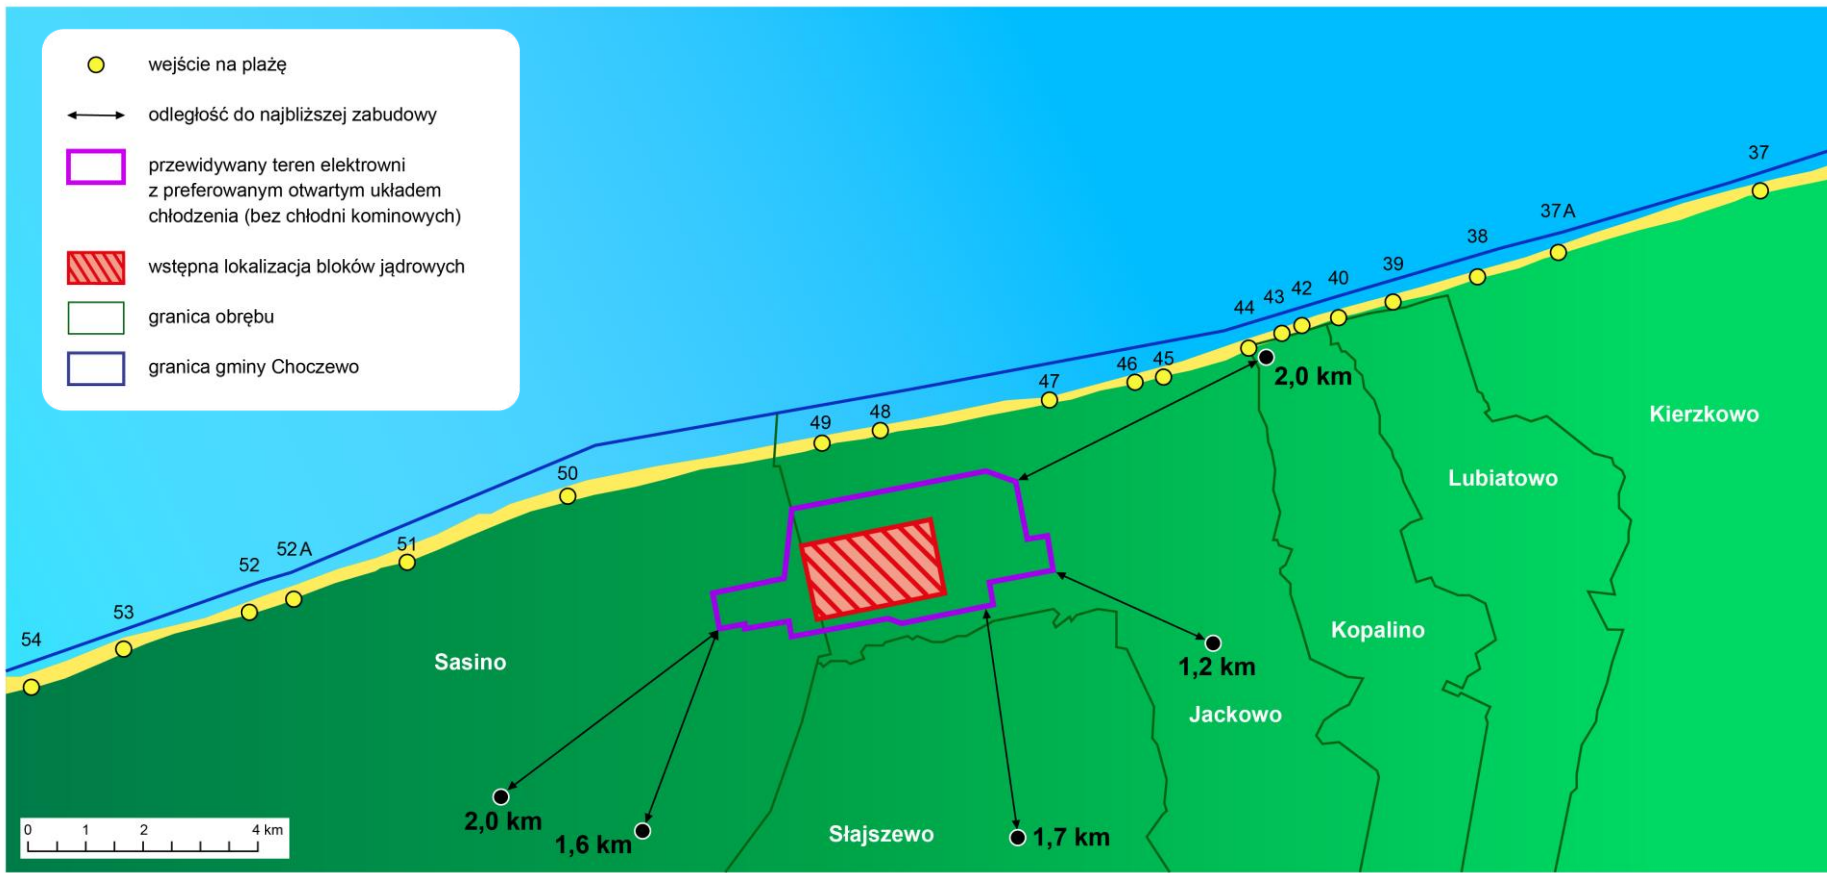 wejście na plażę
odległość do najbliższej zabudowy
przewidywany teren elektrowni
z preferowanym otwartym układem
chłodzenia (bez chłodni kominowych)
wstępna lokalizacja bloków jądrowych
granica obrębu
granica gminy Choczewo
37
37A
38
39
40
42
43
44
45
46
47
48
49
50
51
52A
52
53
54
2,0 km
Kierzkowo
Lubiatowo
Kopalino
1,2 km
Jackowo
Sasino
2,0 km
1,6 km
Słajszewo
1,7 km
0 1 2 4 km